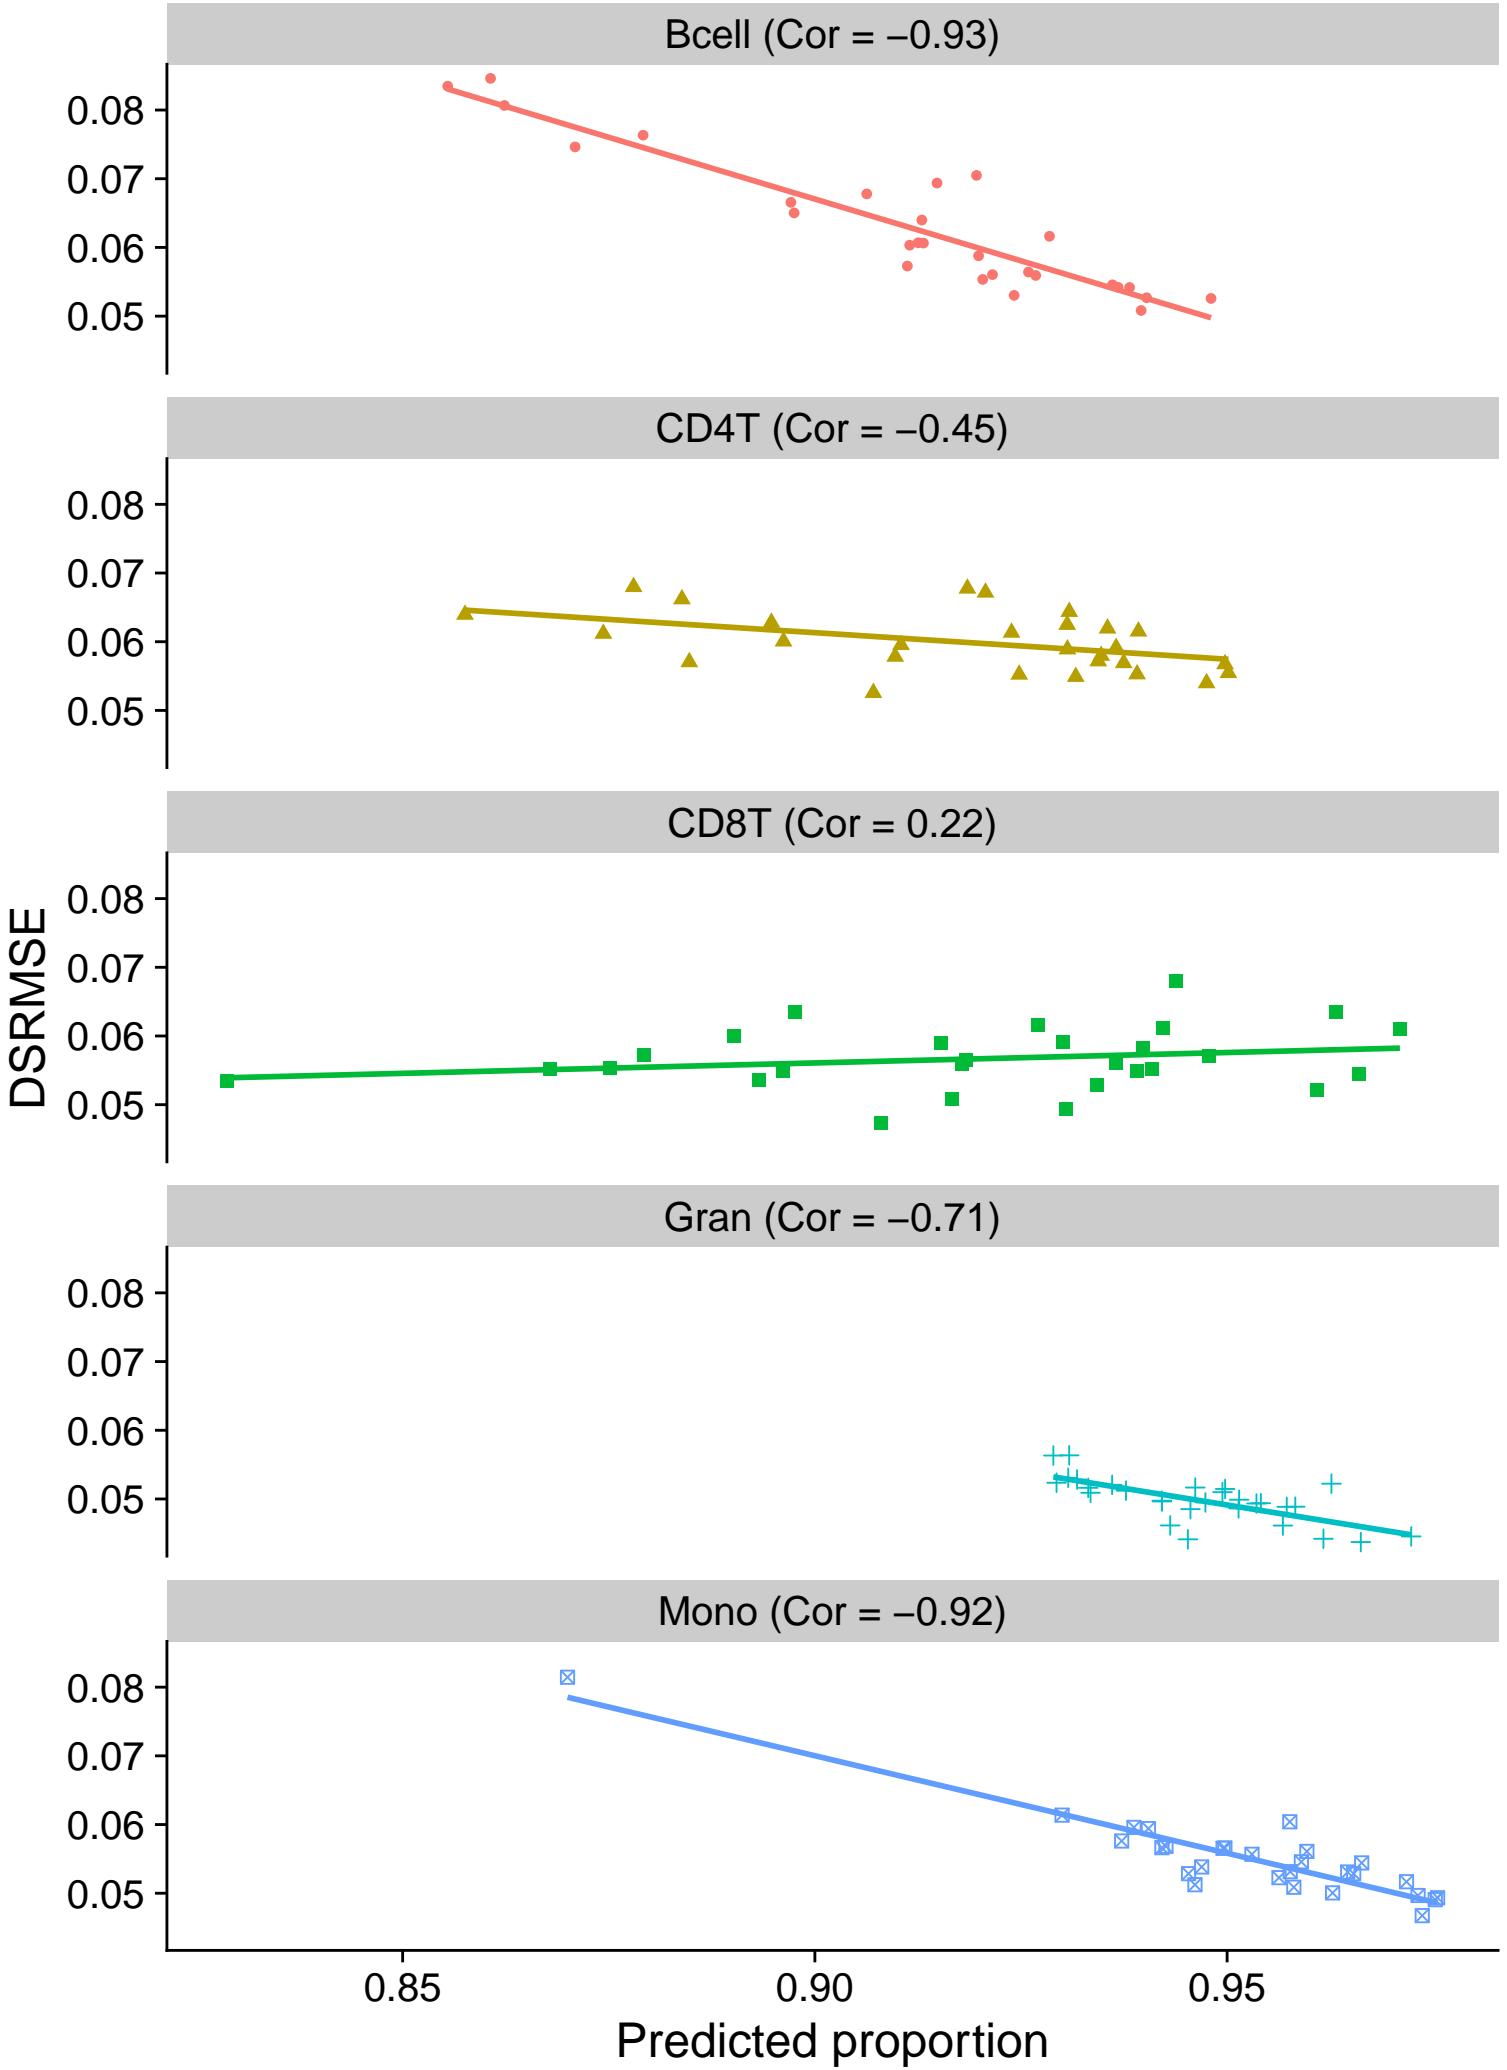 Bcell (Cor = −0.93)
0.08
0.07
0.06
0.05
CD4T (Cor = −0.45)
0.08
0.07
0.06
0.05
CD8T (Cor = 0.22)
0.08
0.07
0.06
0.05
DSRMSE
Gran (Cor = −0.71)
0.08
0.07
0.06
0.05
Mono (Cor = −0.92)
0.08
0.07
0.06
0.05
0.85 0.90 0.95
Predicted proportion